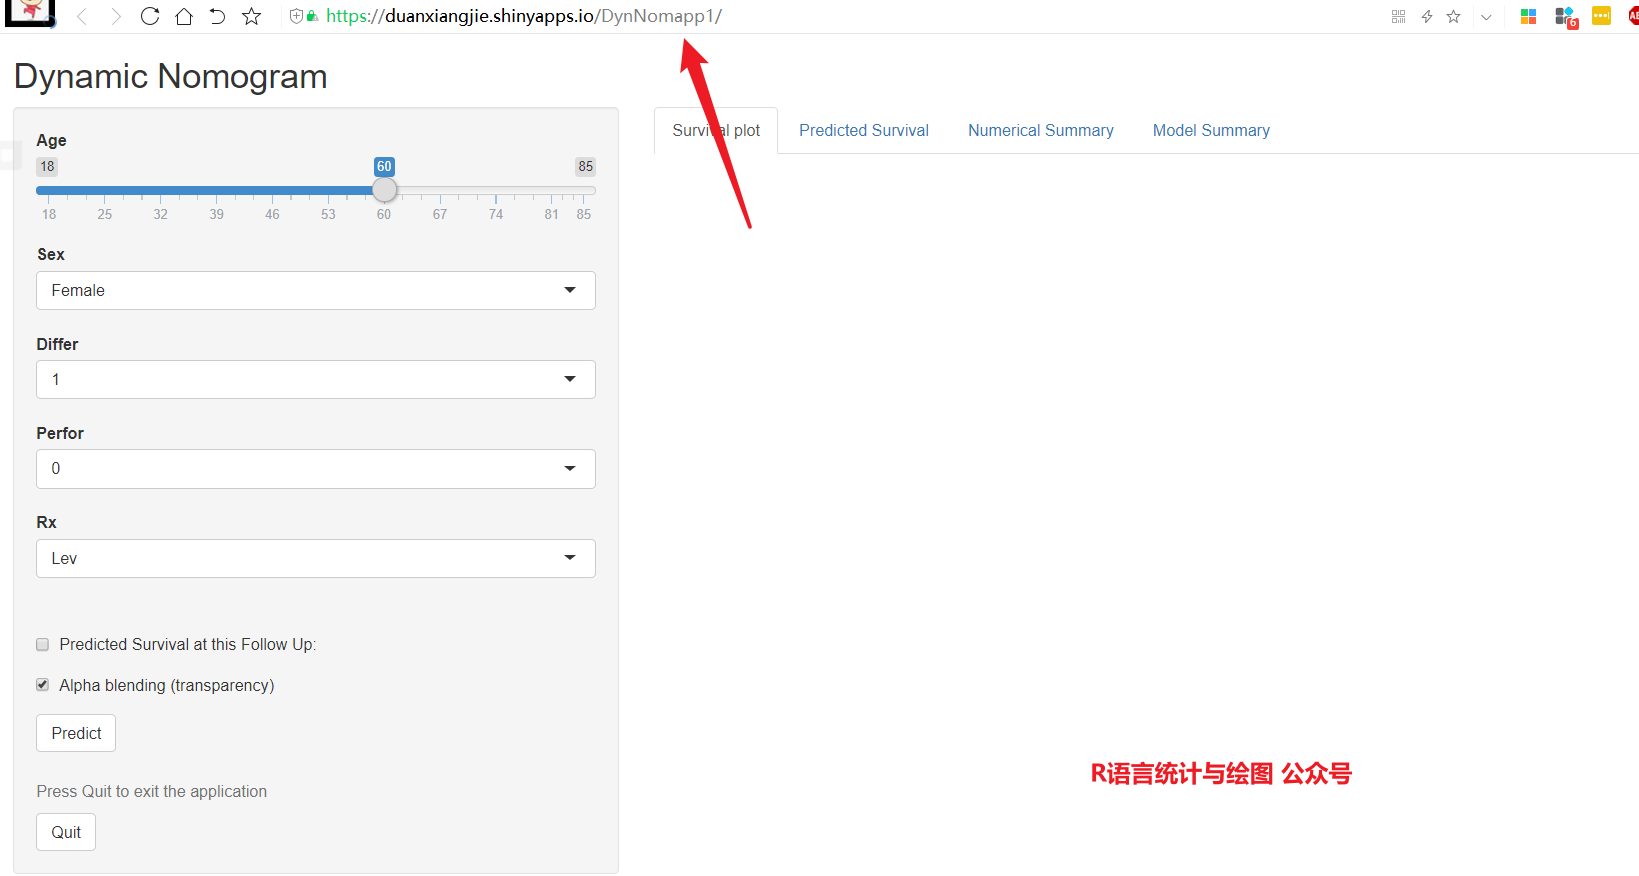 https://duanxiangjie.shinyapps.io/DynNomapp1/
6
Dynamic Nomogram
Survival plot
Predicted Survival
Numerical Summary
Model Summary
Age
18
60
85
18 25 32 39 46 53 60 67 74 81 85
Sex
Female
Differ
1
Perfor
0
Rx
Lev
Predicted Survival at this Follow Up:
Alpha blending (transparency)
Predict
Press Quit to exit the application
Quit
R语言统计与绘图 公众号